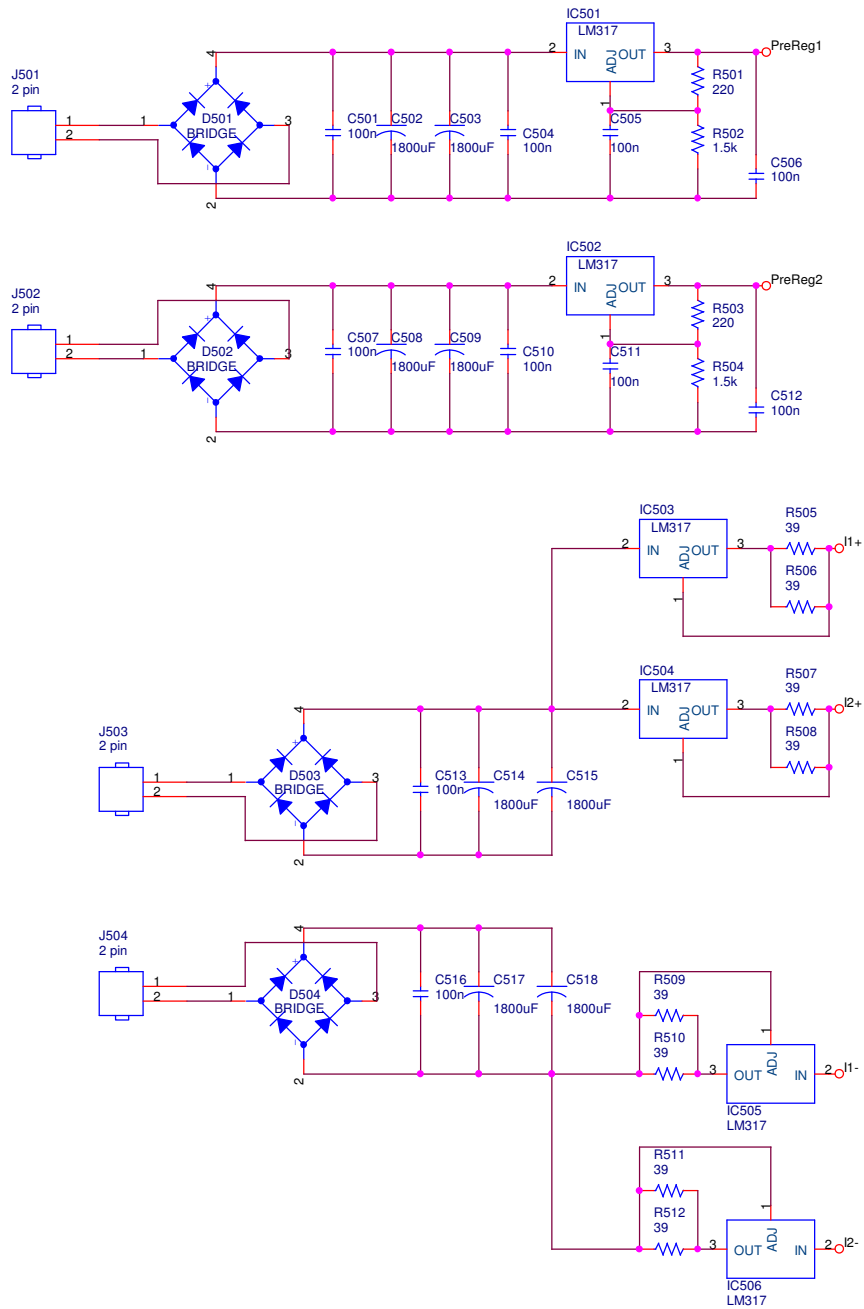 IC501
LM317
IN
ADJ
OUT
2
3
1
PreReg1
J501
2 pin
1
2
1
4
+
D501
BRIDGE
3
−
2
C501
100n
C502
1800uF
C503
1800uF
C504
100n
C505
100n
R501
220
R502
1.5k
C506
100n
IC502
LM317
IN
ADJ
OUT
2
3
1
PreReg2
J502
2 pin
1
2
1
4
+
D502
BRIDGE
3
−
2
C507
100n
C508
1800uF
C509
1800uF
C510
100n
C511
100n
R503
220
R504
1.5k
C512
100n
IC503
LM317
IN
ADJ
OUT
2
3
1
R505
39
R506
39
I1+
IC504
LM317
IN
ADJ
OUT
2
3
1
R507
39
R508
39
I2+
J503
2 pin
1
2
1
4
+
D503
BRIDGE
3
−
2
C513
100n
C514
1800uF
C515
1800uF
J504
2 pin
1
2
1
4
+
D504
BRIDGE
3
−
2
C516
100n
C517
1800uF
C518
1800uF
R509
39
R510
39
1
3
OUT
ADJ
IN
2
I1-
IC505
LM317
R511
39
R512
39
1
3
OUT
ADJ
IN
2
I2-
IC506
LM317